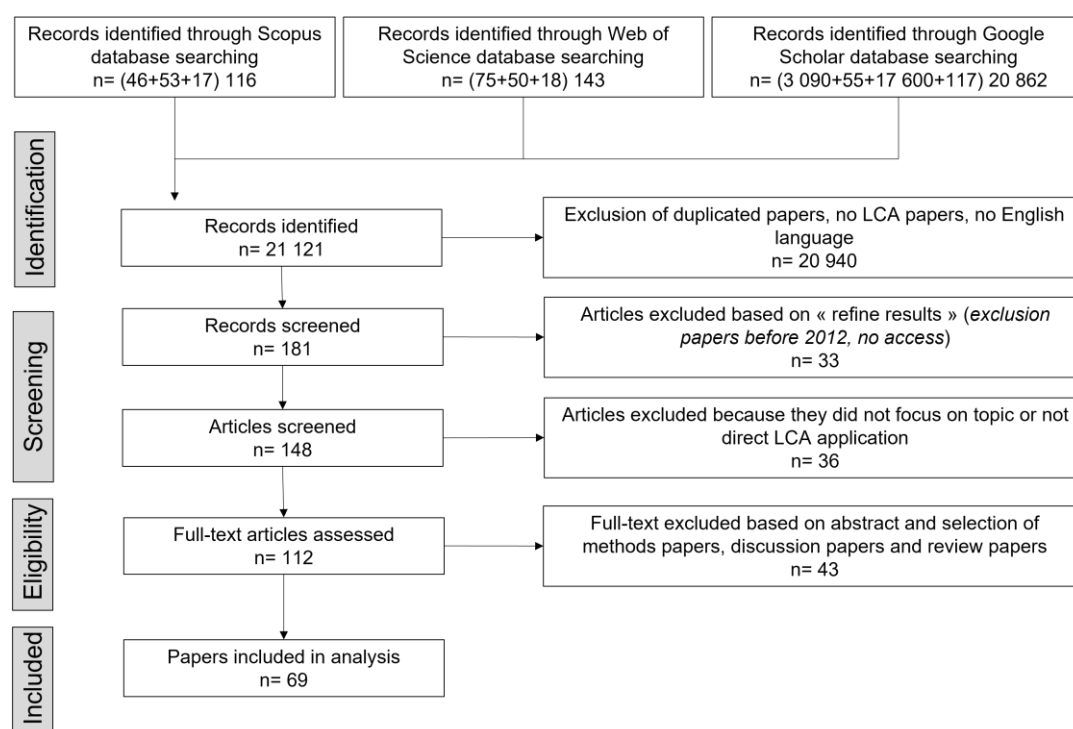 Records identified through Scopus
database searching
n= (46+53+17) 116
Records identified through Web of
Science database searching
n= (75+50+18) 143
Records identified through Google
Scholar database searching
n= (3 090+55+17 600+117) 20 862
Identification
Records identified
n= 21 121
Exclusion of duplicated papers, no LCA papers, no English
language
n= 20 940
Screening
Records screened
n= 181
Articles excluded based on « refine results » (exclusion
papers before 2012, no access)
n= 33
Articles screened
n= 148
Articles excluded because they did not focus on topic or not
direct LCA application
n= 36
Eligibility
Full-text articles assessed
n= 112
Full-text excluded based on abstract and selection of
methods papers, discussion papers and review papers
n= 43
Included
Papers included in analysis
n= 69